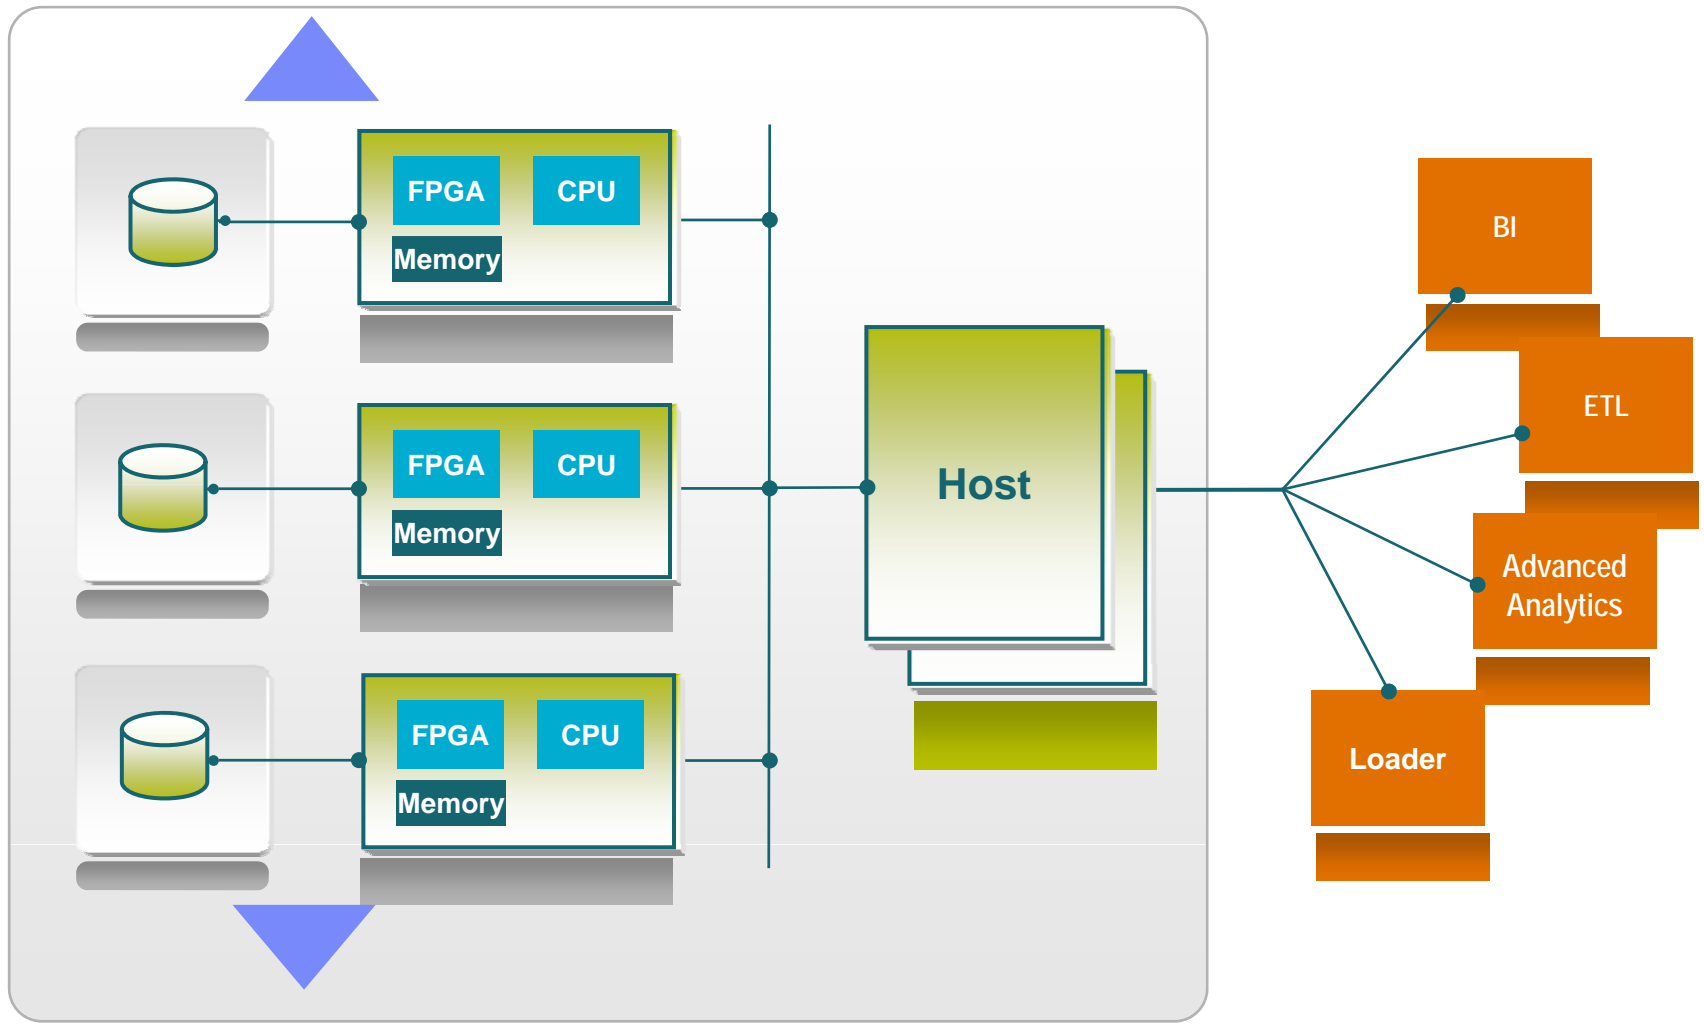 FPGA
CPU
Memory
FPGA
CPU
Memory
FPGA
CPU
Memory
Host
BI
ETL
Advanced
Analytics
Loader